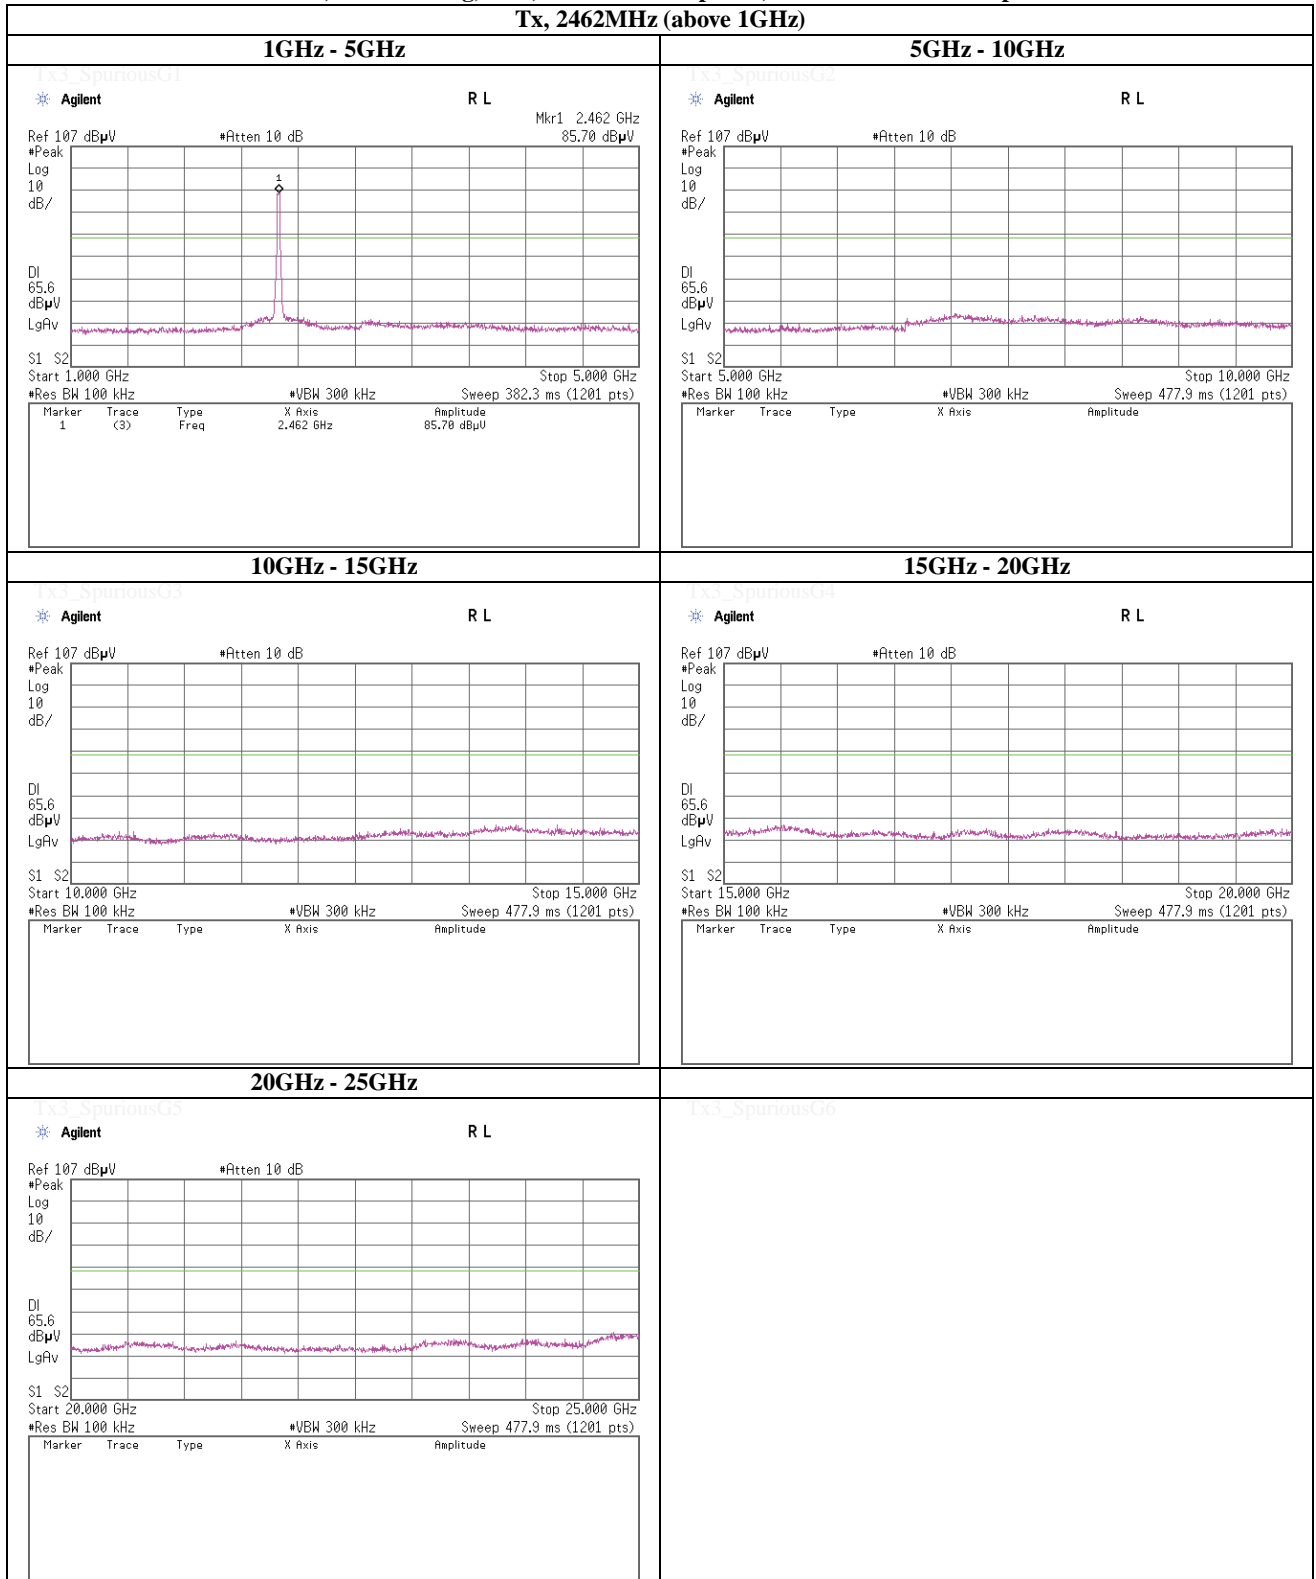 Tx, 2462MHz (above 1GHz)
1GHz - 5GHz
5GHz - 10GHz
Tx3_SpuriousG1
Agilent
R L
Mkr1 2.462 GHz
Ref 107 dBµV
#Atten 10 dB
85.70 dBµV
#Peak
Log
10
dB/
1
DI
65.6
dBµV
LgAv
S1 S2
Start 1.000 GHz
Stop 5.000 GHz
#Res BW 100 kHz
#VBW 300 kHz
Sweep 382.3 ms (1201 pts)
Marker Trace Type X Axis Amplitude
1 (3) Freq 2.462 GHz 85.70 dBµV
Tx3_SpuriousG2
Agilent
R L
Ref 107 dBµV
#Atten 10 dB
#Peak
Log
10
dB/
DI
65.6
dBµV
LgAv
S1 S2
Start 5.000 GHz
Stop 10.000 GHz
#Res BW 100 kHz
#VBW 300 kHz
Sweep 477.9 ms (1201 pts)
Marker Trace Type X Axis Amplitude
10GHz - 15GHz
15GHz - 20GHz
Tx3_SpuriousG3
Agilent
R L
Ref 107 dBµV
#Atten 10 dB
#Peak
Log
10
dB/
DI
65.6
dBµV
LgAv
S1 S2
Start 10.000 GHz
Stop 15.000 GHz
#Res BW 100 kHz
#VBW 300 kHz
Sweep 477.9 ms (1201 pts)
Marker Trace Type X Axis Amplitude
Tx3_SpuriousG4
Agilent
R L
Ref 107 dBµV
#Atten 10 dB
#Peak
Log
10
dB/
DI
65.6
dBµV
LgAv
S1 S2
Start 15.000 GHz
Stop 20.000 GHz
#Res BW 100 kHz
#VBW 300 kHz
Sweep 477.9 ms (1201 pts)
Marker Trace Type X Axis Amplitude
20GHz - 25GHz
Tx3_SpuriousG5
Agilent
R L
Ref 107 dBµV
#Atten 10 dB
#Peak
Log
10
dB/
DI
65.6
dBµV
LgAv
S1 S2
Start 20.000 GHz
Stop 25.000 GHz
#Res BW 100 kHz
#VBW 300 kHz
Sweep 477.9 ms (1201 pts)
Marker Trace Type X Axis Amplitude
Tx3_SpuriousG6